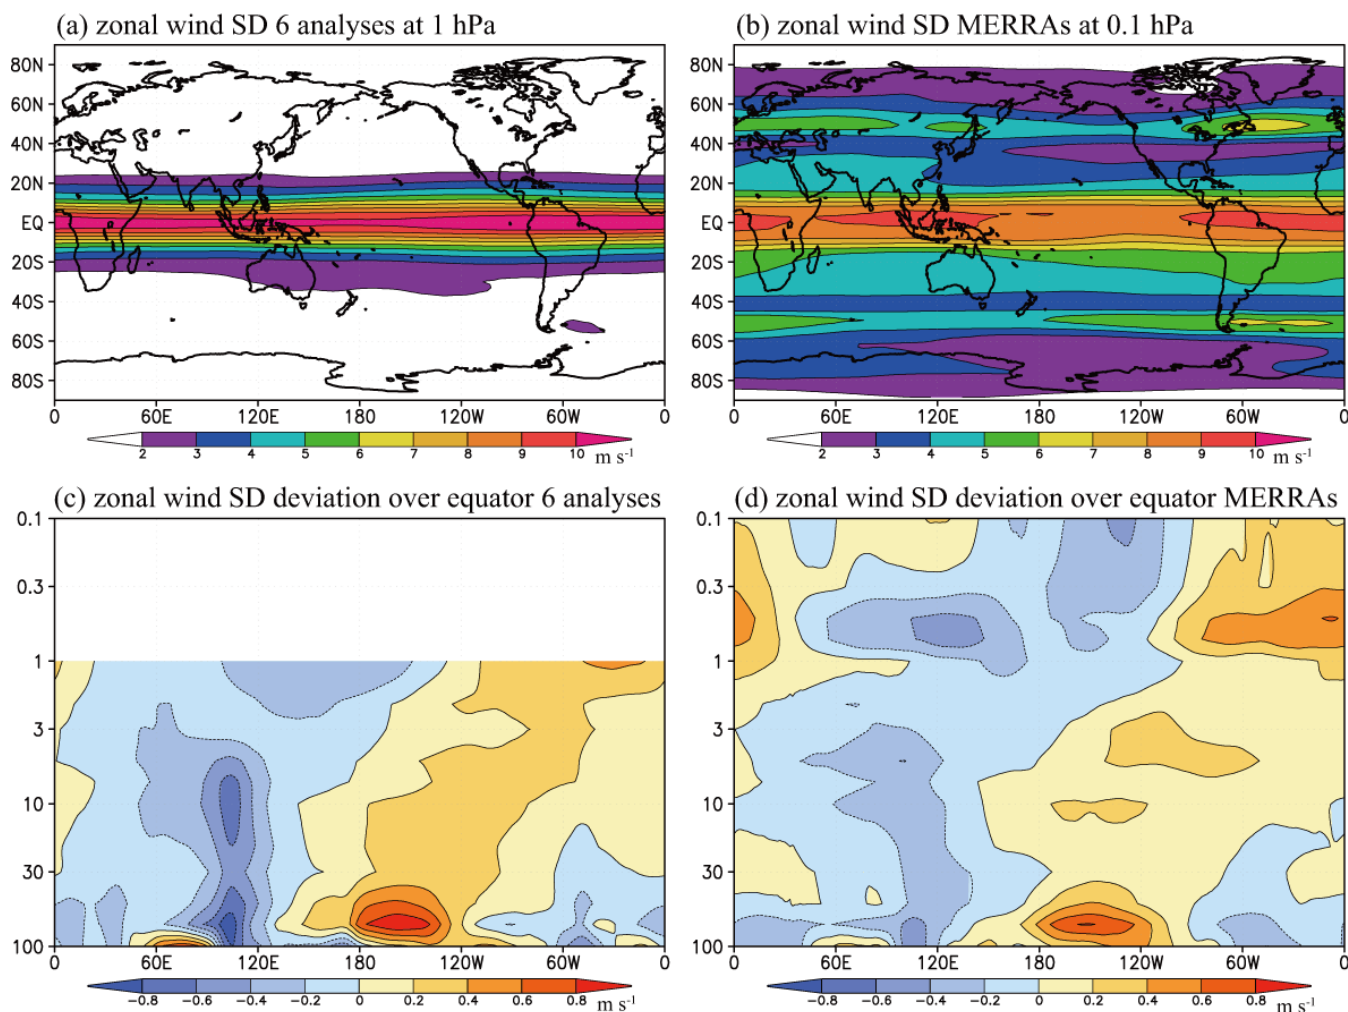 (a) zonal wind SD 6 analyses at 1 hPa
80N
60N
40N
20N
EQ
20S
40S
60S
80S
0 60E 120E 180 120W 60W 0
2 3 4 5 6 7 8 9 10 m s⁻¹
(b) zonal wind SD MERRAs at 0.1 hPa
80N
60N
40N
20N
EQ
20S
40S
60S
80S
0 60E 120E 180 120W 60W 0
2 3 4 5 6 7 8 9 10 m s⁻¹
(c) zonal wind SD deviation over equator 6 analyses
0.1
0.3
1
3
10
30
100
0 60E 120E 180 120W 60W 0
−0.8 −0.6 −0.4 −0.2 0 0.2 0.4 0.6 0.8 m s⁻¹
(d) zonal wind SD deviation over equator MERRAs
0.1
0.3
1
3
10
30
100
0 60E 120E 180 120W 60W 0
−0.8 −0.6 −0.4 −0.2 0 0.2 0.4 0.6 0.8 m s⁻¹